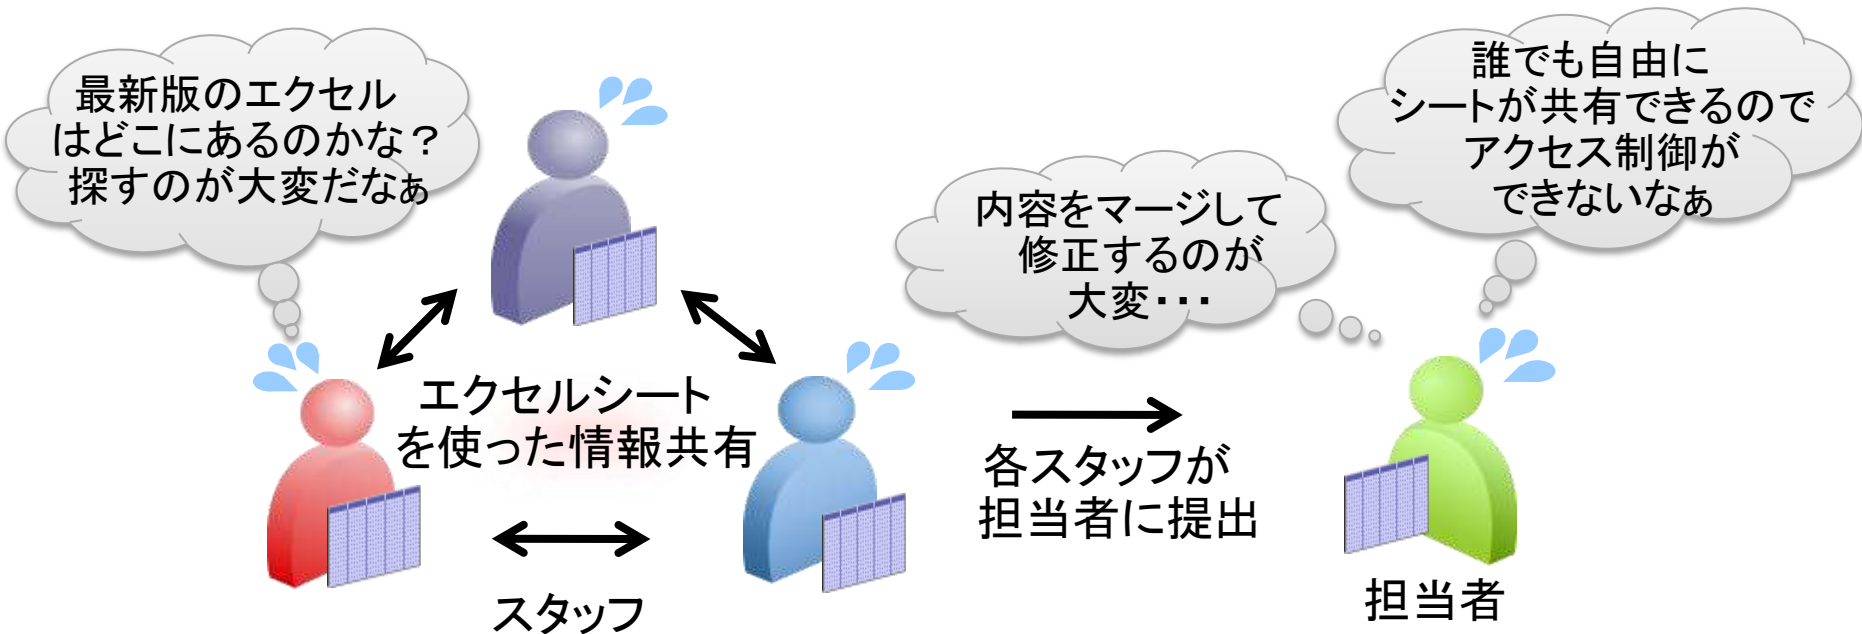 最新版のエクセル
はどこにあるのかな？
探すのが大変だなぁ
誰でも自由に
シートが共有できるので
アクセス制御が
できないなぁ
内容をマージして
修正するのが
大変・・・
エクセルシート
を使った情報共有
各スタッフが
担当者に提出
スタッフ
担当者